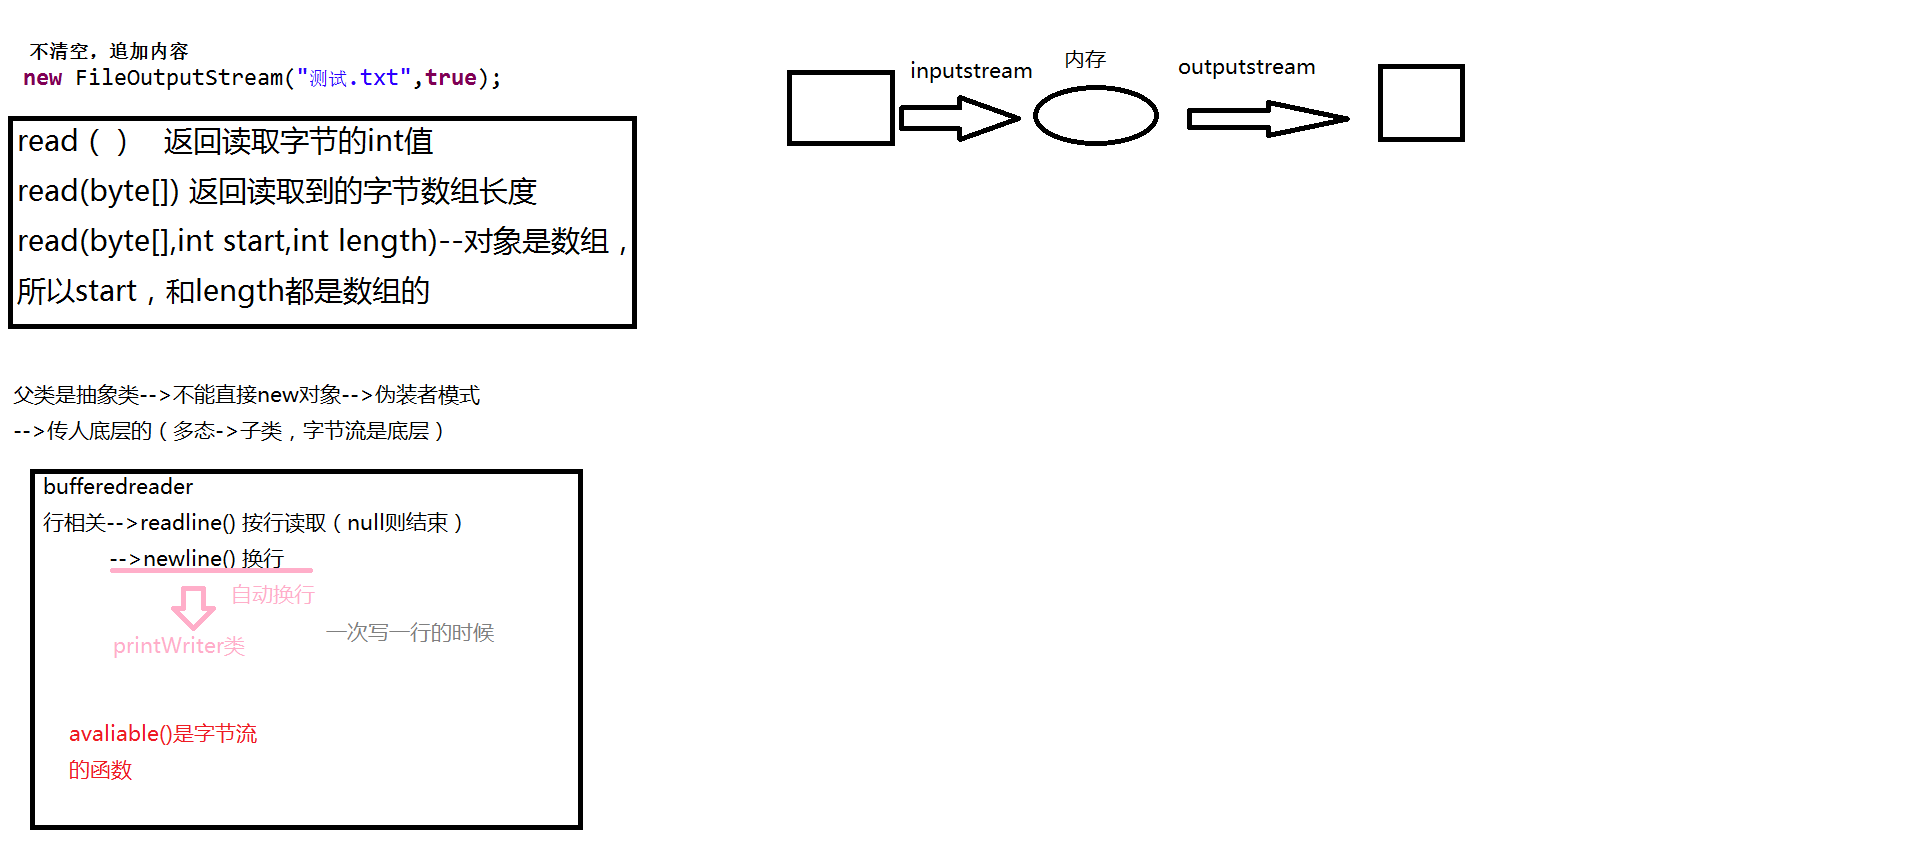 不清空，追加内容
new FileOutputStream("测试.txt",true);
read（ ） 返回读取字节的int值
read(byte[]) 返回读取到的字节数组长度
read(byte[],int start,int length)--对象是数组，
所以start，和length都是数组的
inputstream
内存
outputstream
父类是抽象类-->不能直接new对象-->伪装者模式
-->传人底层的（多态->子类，字节流是底层）
bufferedreader
行相关-->readline() 按行读取（null则结束）
-->newline() 换行
自动换行
printWriter类
一次写一行的时候
avaliable()是字节流
的函数